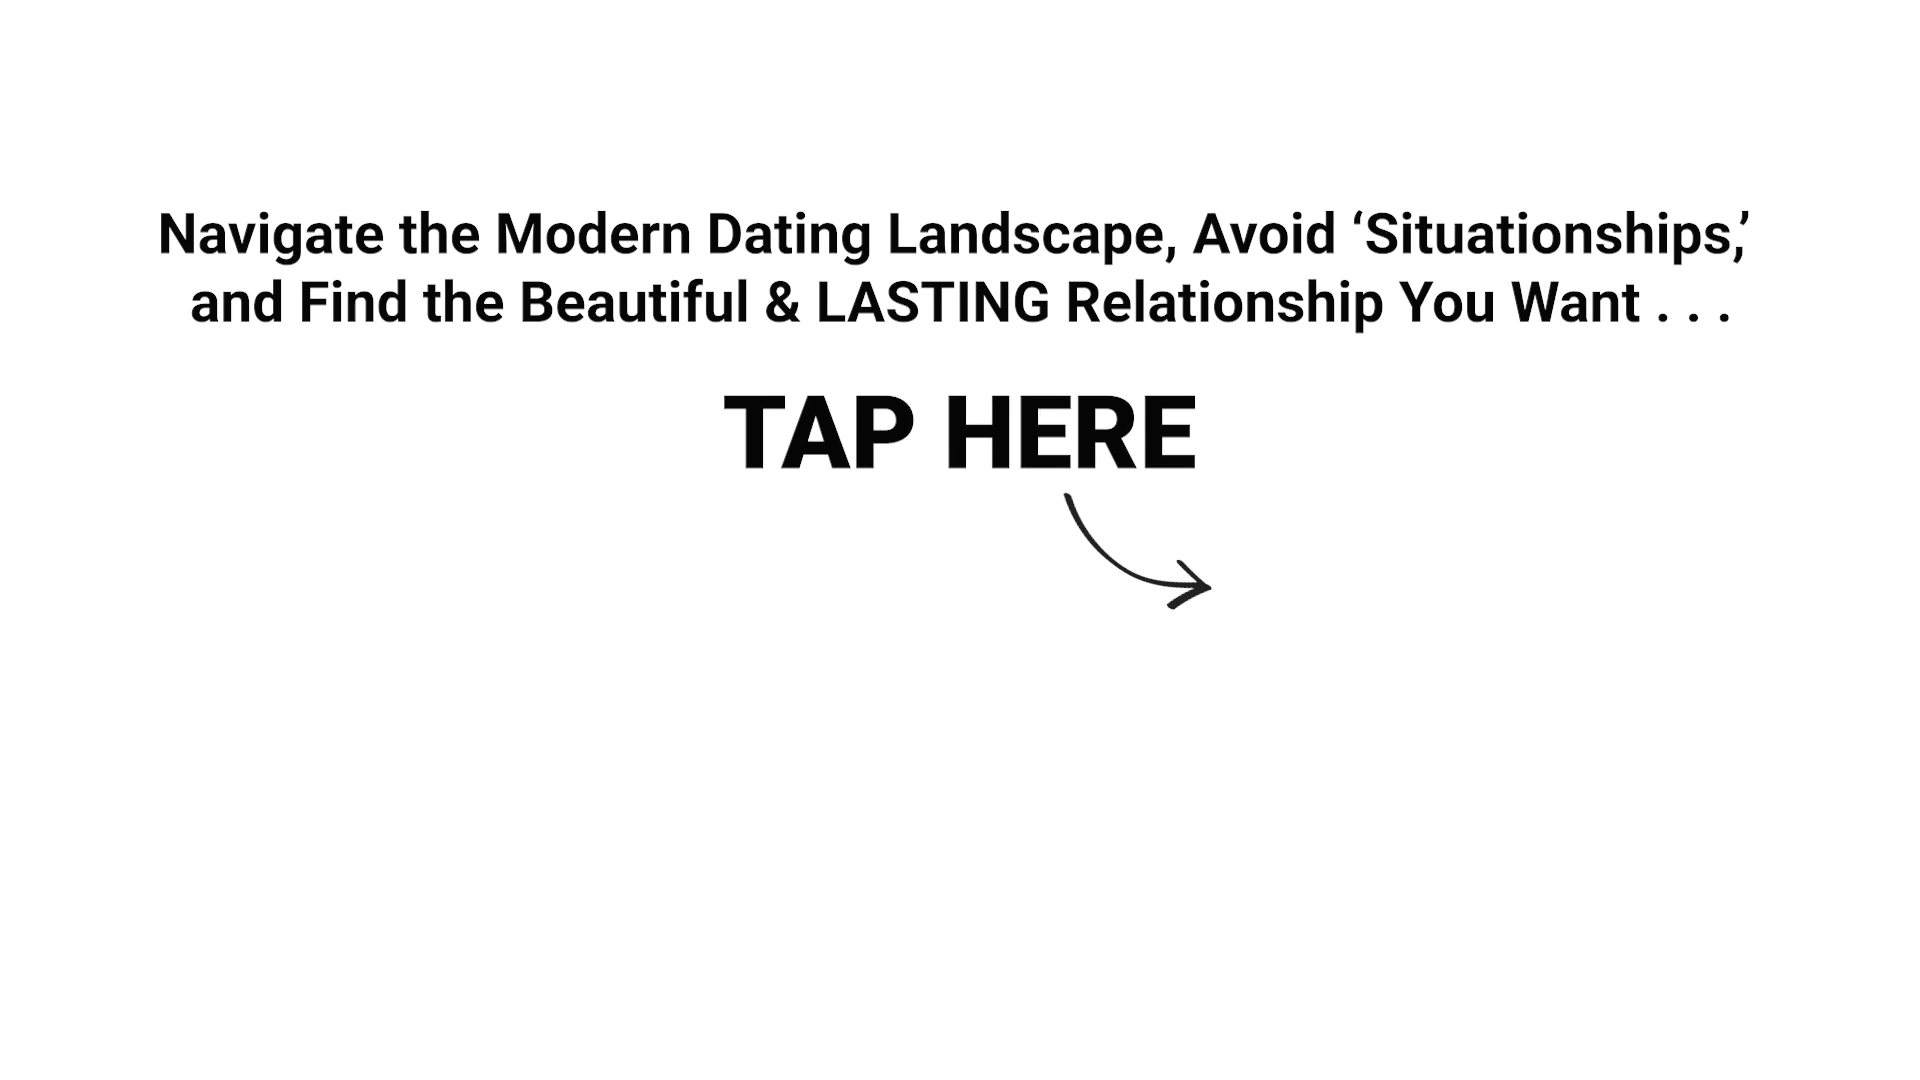 Navigate the Modern Dating Landscape, Avoid ‘Situationships,’
and Find the Beautiful & LASTING Relationship You Want . . .
TAP HERE